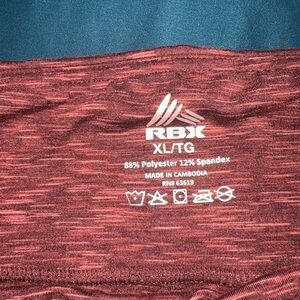 RBX
XL/TG
88% Polyester 12% Spandex
MADE IN CAMBODIA
RN# 63619